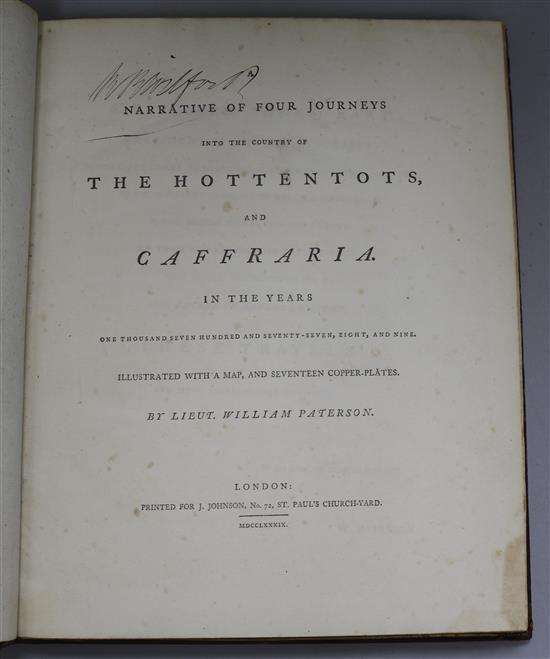 A
NARRATIVE OF FOUR JOURNEYS
INTO THE COUNTRY OF
THE HOTTENTOTS,
AND
CAFFRARIA.
IN THE YEARS
ONE THOUSAND SEVEN HUNDRED AND SEVENTY-SEVEN, EIGHT, AND NINE.
ILLUSTRATED WITH A MAP, AND SEVENTEEN COPPER-PLATES.
BY LIEUT. WILLIAM PATERSON.
LONDON:
PRINTED FOR J. JOHNSON, No. 72, ST. PAUL'S CHURCH-YARD.
MDCCLXXXIX.